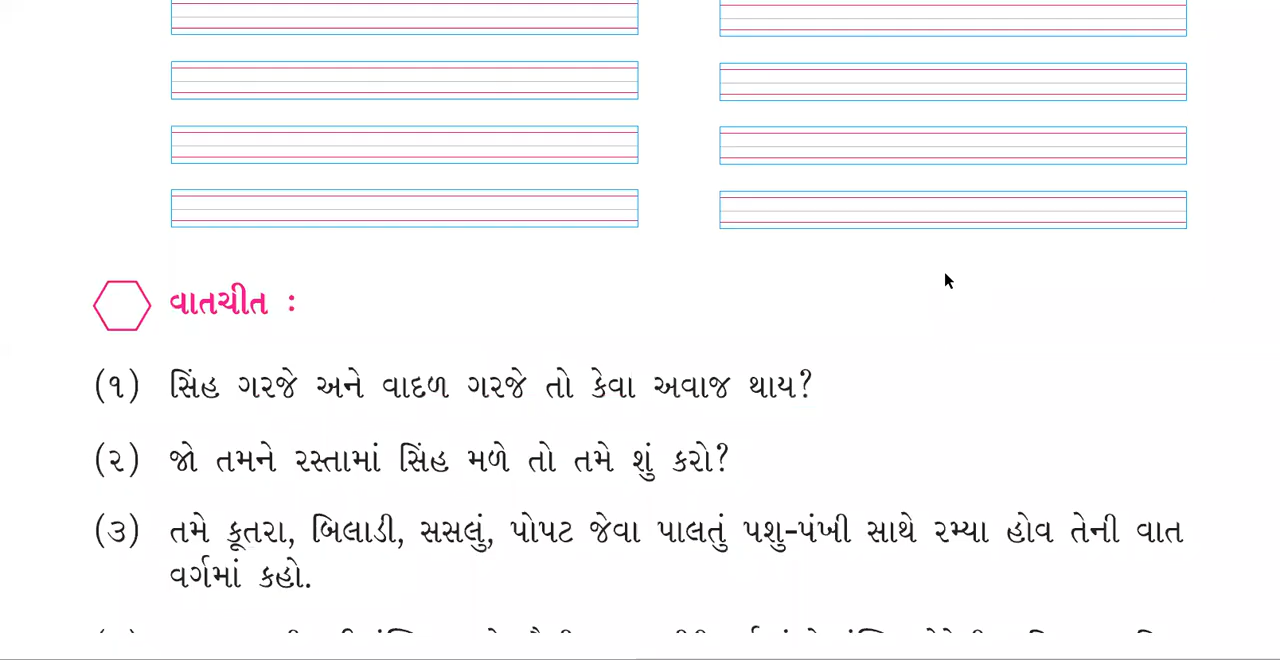 વાતચીત :
(૧) સિંહ ગરજે અને વાદળ ગરજે તો કેવા અવાજ થાય?
(૨) જો તમને રસ્તામાં સિંહ મળે તો તમે શું કરો?
(૩) તમે કૂતરા, બિલાડી, સસલું, પોપટ જેવા પાલતું પશુ-પંખી સાથે રમ્યા હોવ તેની વાત
વર્ગમાં કહો.